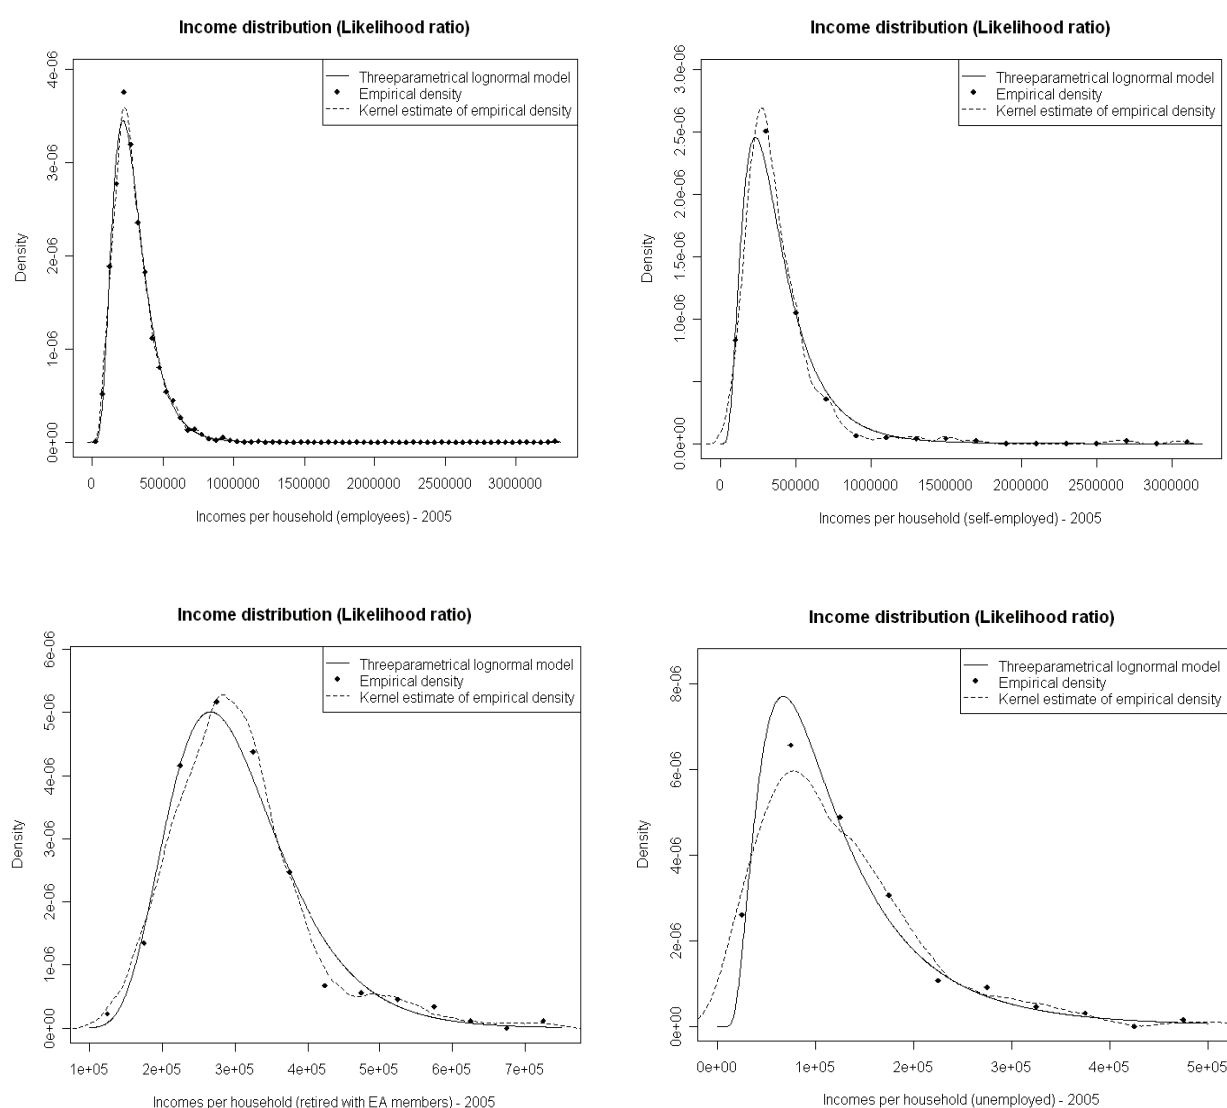 Income distribution (Likelihood ratio)
Threeparametrical lognormal model
Empirical density
Kernel estimate of empirical density
Density
4e-06
3e-06
2e-06
1e-06
0e+00
0 500000 1000000 1500000 2000000 2500000 3000000
Incomes per household (employees) - 2005
Income distribution (Likelihood ratio)
Threeparametrical lognormal model
Empirical density
Kernel estimate of empirical density
Density
3.0e-06
2.5e-06
2.0e-06
1.5e-06
1.0e-06
0.0e+00
0 500000 1000000 1500000 2000000 2500000 3000000
Incomes per household (self-employed) - 2005
Income distribution (Likelihood ratio)
Threeparametrical lognormal model
Empirical density
Kernel estimate of empirical density
Density
6e-06
5e-06
4e-06
3e-06
2e-06
1e-06
0e+00
1e+05 2e+05 3e+05 4e+05 5e+05 6e+05 7e+05
Incomes per household (retired with EA members) - 2005
Income distribution (Likelihood ratio)
Threeparametrical lognormal model
Empirical density
Kernel estimate of empirical density
Density
8e-06
6e-06
4e-06
2e-06
0e+00
0e+00 1e+05 2e+05 3e+05 4e+05 5e+05
Incomes per household (unemployed) - 2005